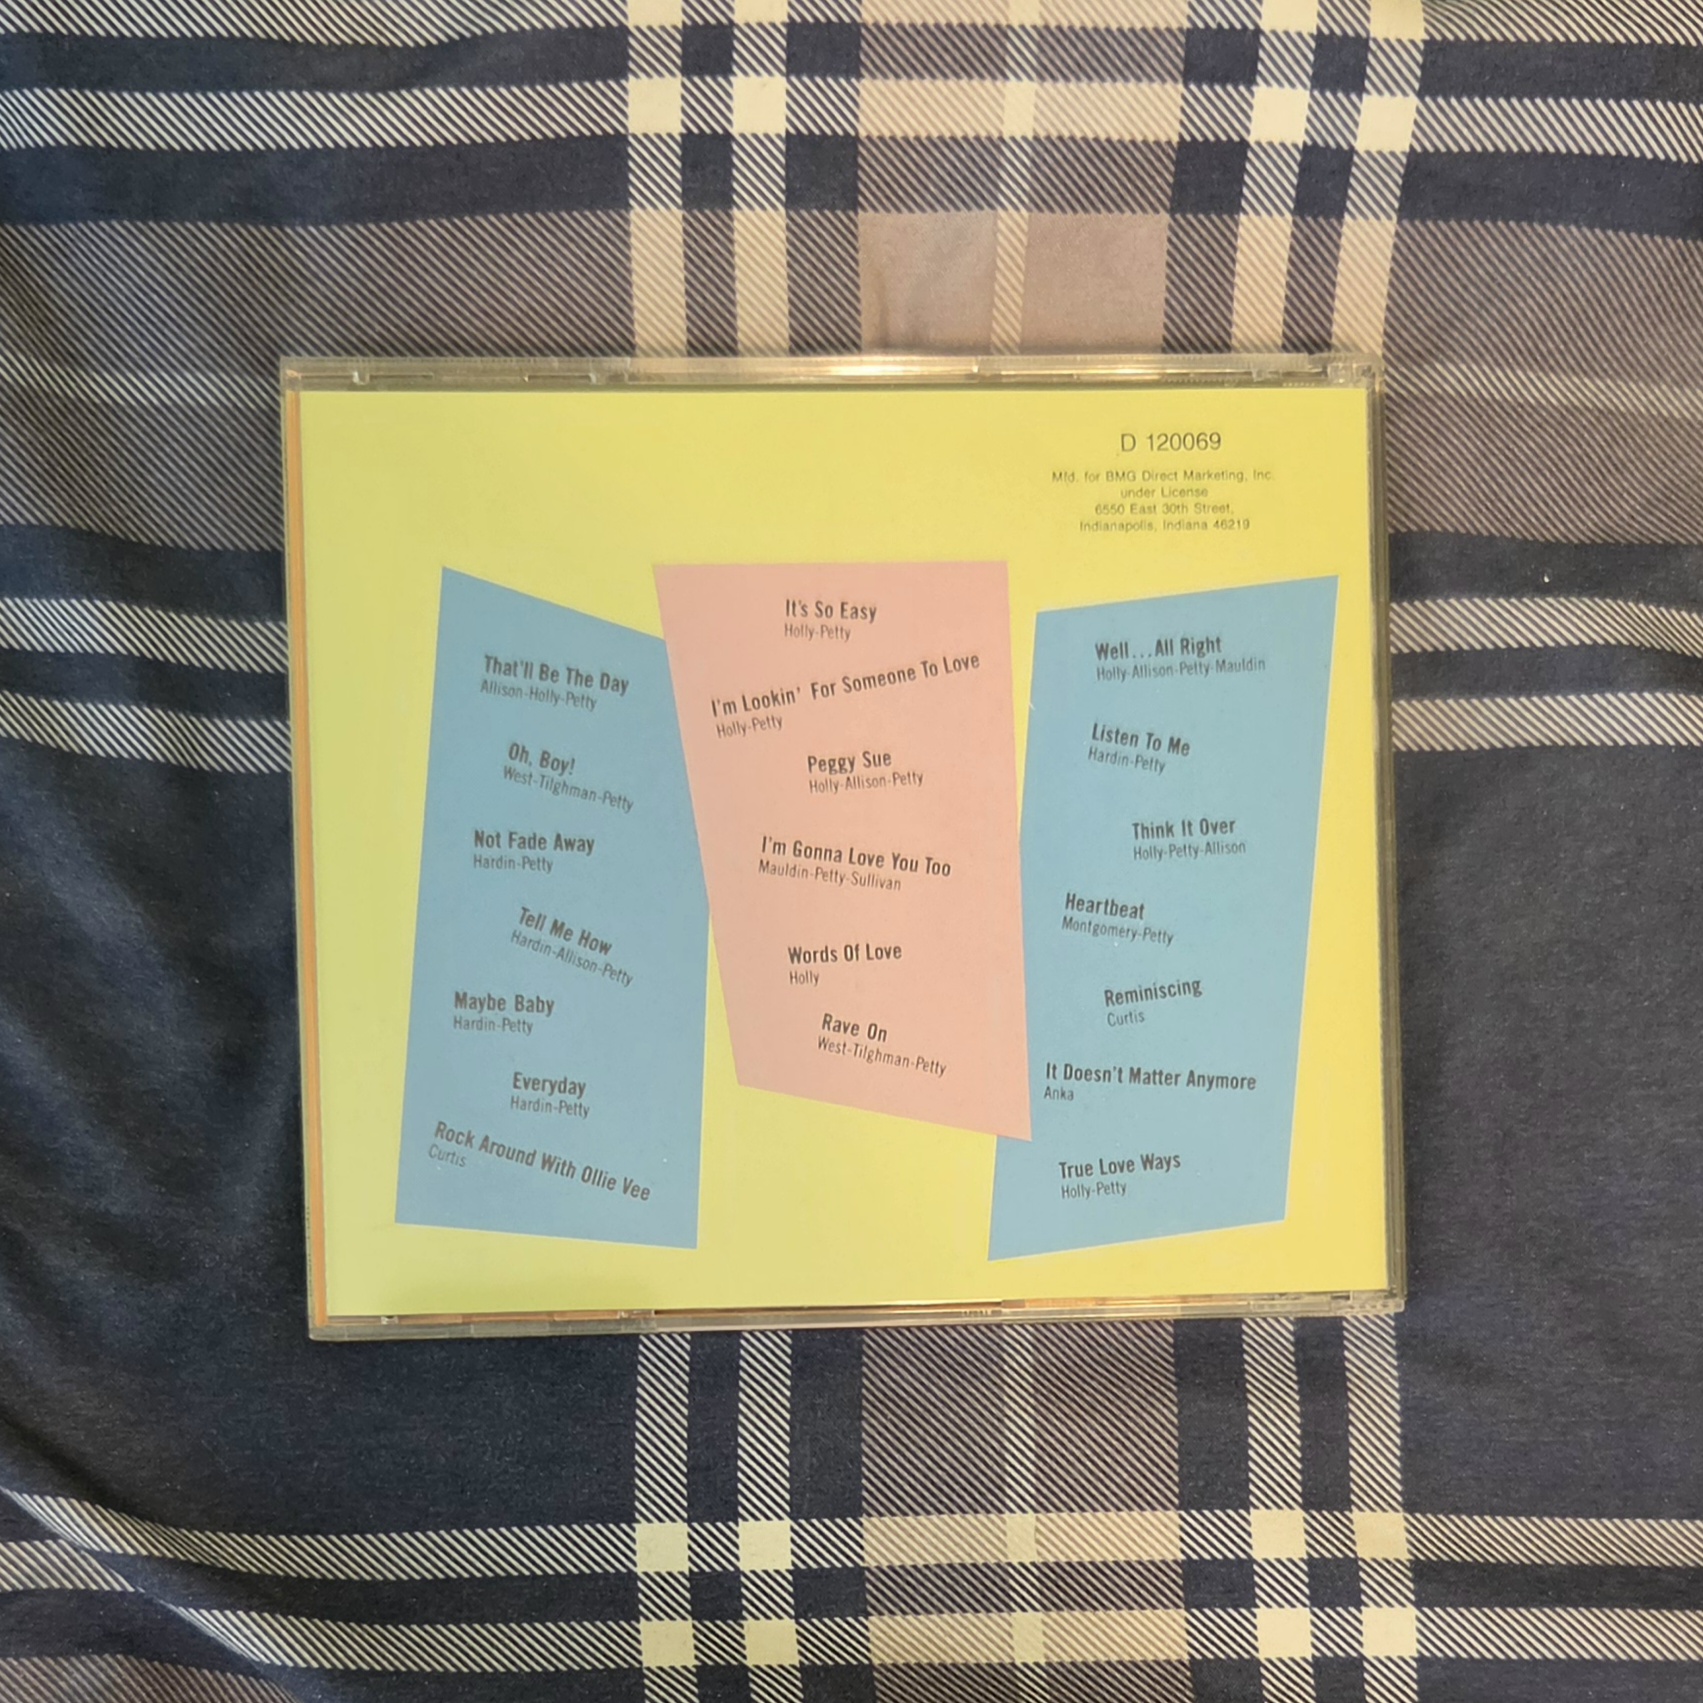 D 120069
Mfd. for BMG Direct Marketing, Inc.
under License
6550 East 30th Street,
Indianapolis, Indiana 46219
That'll Be The Day
Allison-Holly-Petty
Oh, Boy!
West-Tilghman-Petty
Not Fade Away
Hardin-Petty
Tell Me How
Hardin-Allison-Petty
Maybe Baby
Hardin-Petty
Everyday
Hardin-Petty
Rock Around With Ollie Vee
Curtis
It's So Easy
Holly-Petty
I'm Lookin' For Someone To Love
Holly-Petty
Peggy Sue
Holly-Allison-Petty
I'm Gonna Love You Too
Mauldin-Petty-Sullivan
Words Of Love
Holly
Rave On
West-Tilghman-Petty
Well...All Right
Holly-Allison-Petty-Mauldin
Listen To Me
Hardin-Petty
Think It Over
Holly-Petty-Allison
Heartbeat
Montgomery-Petty
Reminiscing
Curtis
It Doesn't Matter Anymore
Anka
True Love Ways
Holly-Petty